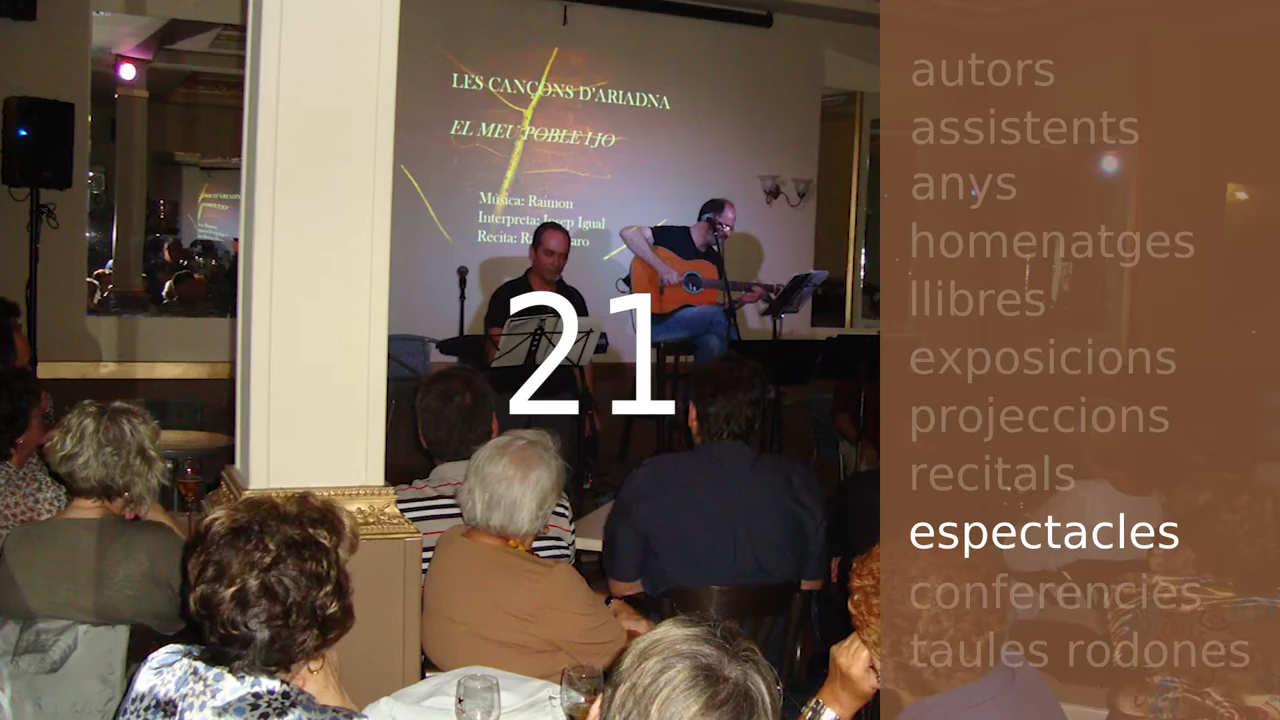 LES CANÇONS D'ARIADNA
EL MEU POBLE I JO
Música: Raimon
Interpreta: Josep Igual
Recita:
21
autors
assistents
anys
homenatges
llibres
exposicions
projeccions
recitals
espectacles
conferències
taules rodones